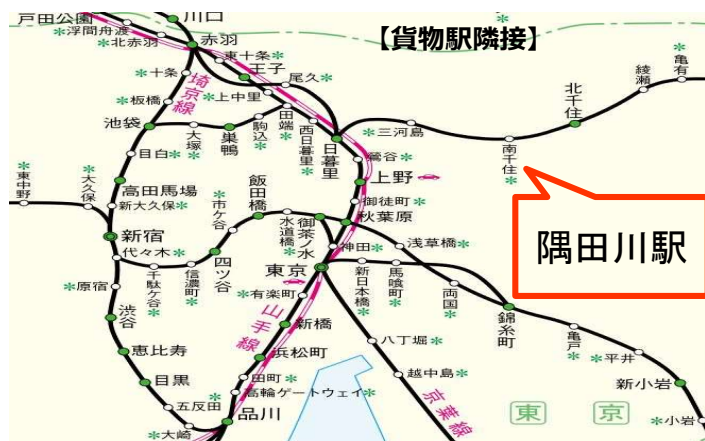 戸田公園
川口
【貨物駅隣接】
*浮間舟渡
*北赤羽
赤羽
東十条*
王子
尾久*
*十条
埼京線
*上中里
*板橋
池袋
大塚*
巣鴨
駒込*
田端*
西日暮里*
日暮里
*三河島
南千住*
北千住
綾瀬
亀有*
目白*
鶯谷*
上野
高田馬場
新大久保*
大久保*
東中野*
飯田橋
市ケ谷*
御徒町*
秋葉原
御茶ノ水
水道橋*
神田*
浅草橋*
隅田川駅
新宿
代々木*
千駄ケ谷*
信濃町*
四ツ谷
東京
新日本橋*
馬喰町*
両国*
錦糸町
亀戸*
*平井
新小岩
*小岩
*原宿
*有楽町
山手線
新橋
八丁堀*
渋谷
恵比寿
浜松町
越中島*
京葉線
目黒
田町*
高輪ゲートウェイ*
五反田
品川
*大崎
東京